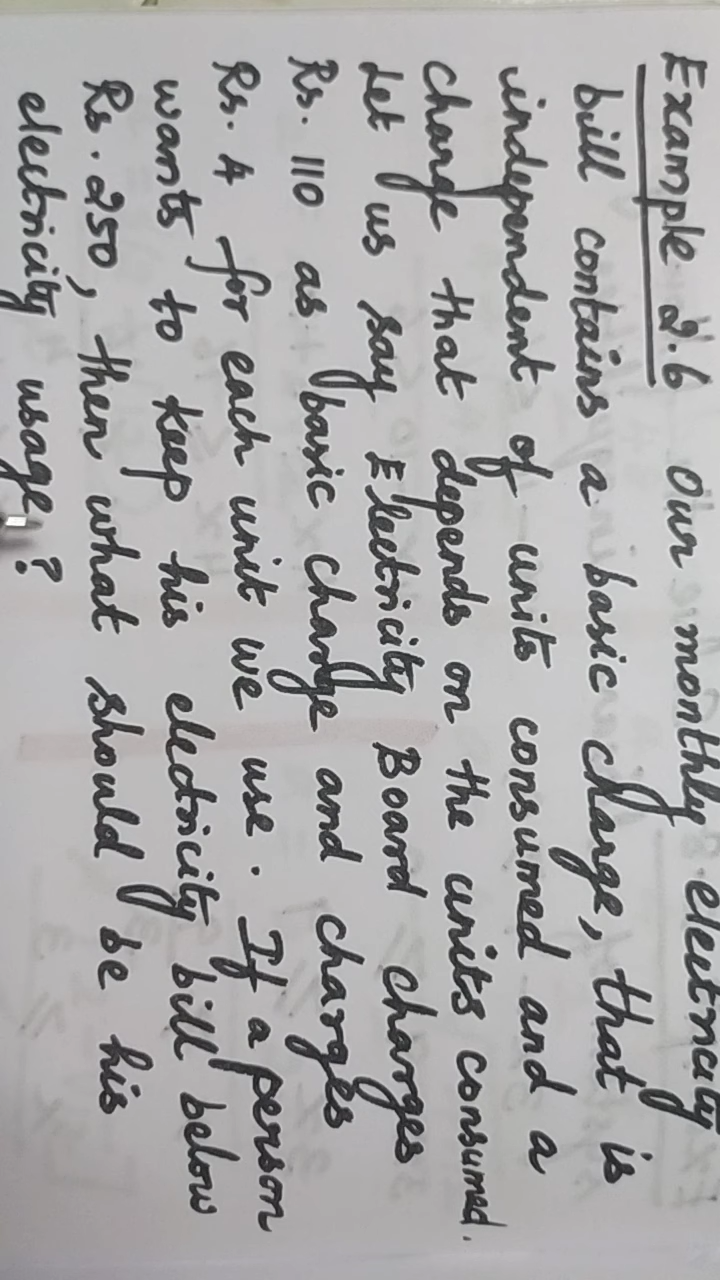 Example 2.6 Our monthly electricity
bill contains a basic charge, that is
independent of units consumed and a
charge that depends on the units consumed.
Let us say Electricity Board charges
Rs. 110 as basic charge and charges
Rs. 4 for each unit we use. If a person
wants to keep his electricity bill below
Rs. 250, then what should be his
electricity usage?